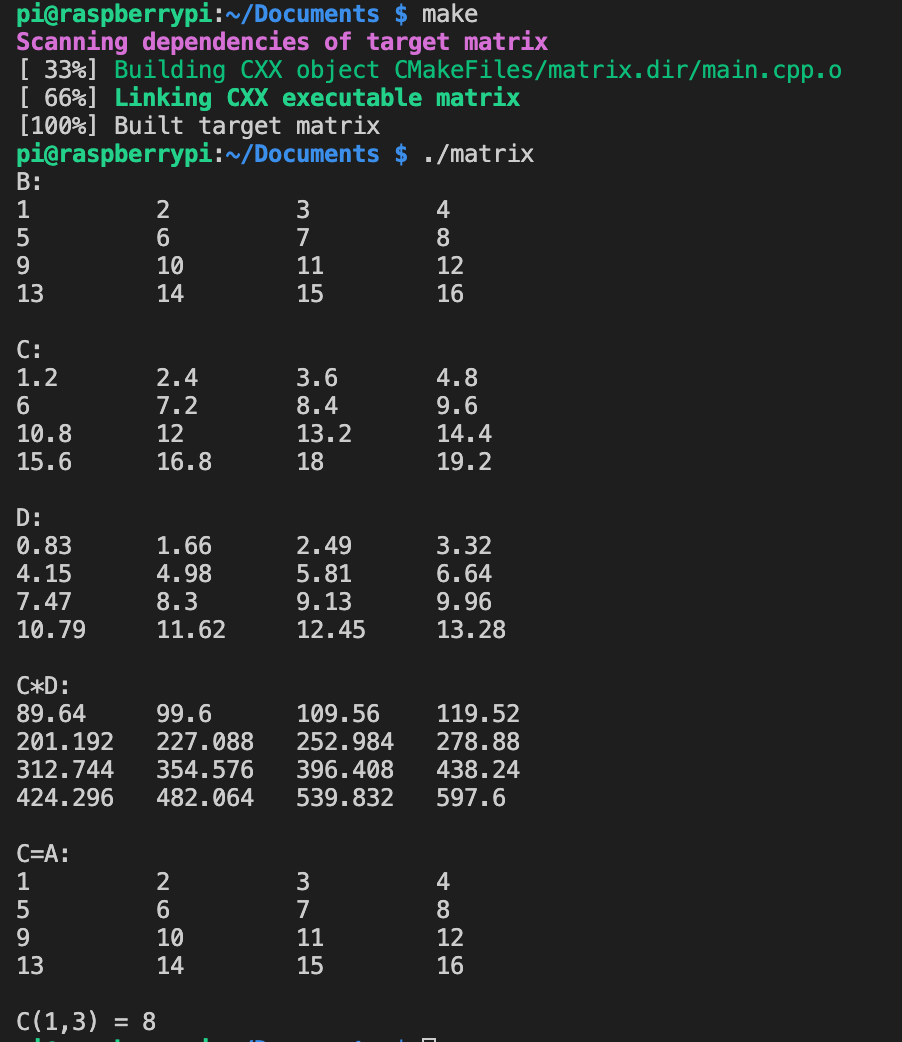 pi@raspberrypi:~/Documents $ make
Scanning dependencies of target matrix
[ 33%] Building CXX object CMakeFiles/matrix.dir/main.cpp.o
[ 66%] Linking CXX executable matrix
[100%] Built target matrix
pi@raspberrypi:~/Documents $ ./matrix
B:
1 2 3 4
5 6 7 8
9 10 11 12
13 14 15 16
C:
1.2 2.4 3.6 4.8
6 7.2 8.4 9.6
10.8 12 13.2 14.4
15.6 16.8 18 19.2
D:
0.83 1.66 2.49 3.32
4.15 4.98 5.81 6.64
7.47 8.3 9.13 9.96
10.79 11.62 12.45 13.28
C*D:
89.64 99.6 109.56 119.52
201.192 227.088 252.984 278.88
312.744 354.576 396.408 438.24
424.296 482.064 539.832 597.6
C=A:
1 2 3 4
5 6 7 8
9 10 11 12
13 14 15 16
C(1,3) = 8